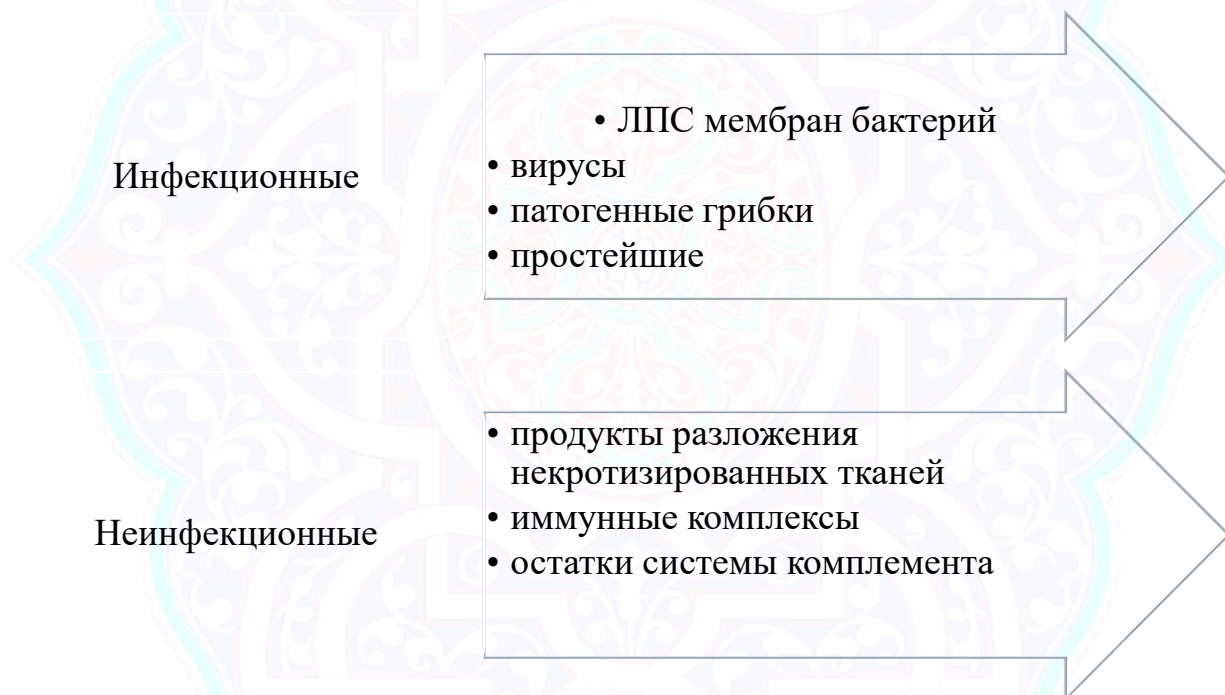 Инфекционные
• ЛПС мембран бактерий
• вирусы
• патогенные грибки
• простейшие
Неинфекционные
• продукты разложения
некротизированных тканей
• иммунные комплексы
• остатки системы комплемента